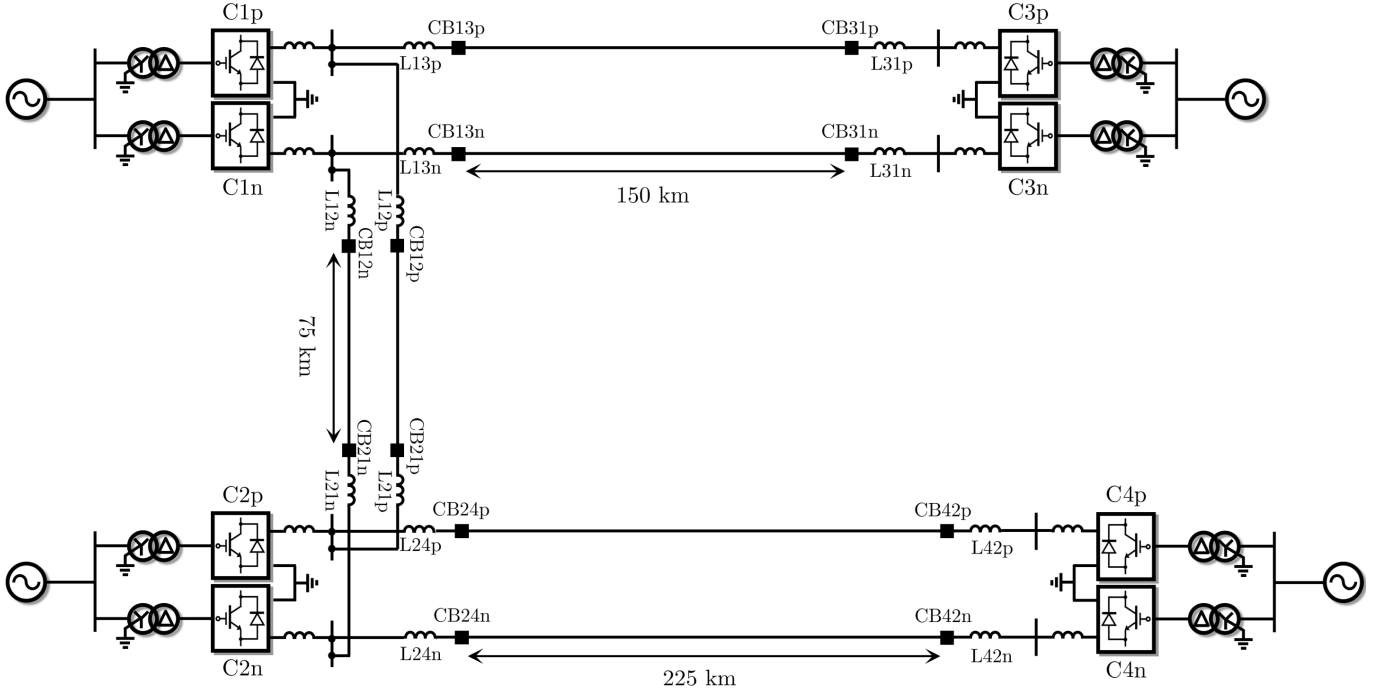 C1p
C3p
CB13p
CB31p
L13p
L31p
CB13n
CB31n
L13n
L31n
C1n
C3n
150 km
L12n
L12p
CB12n
CB12p
75 km
CB21n
CB21p
L21n
L21p
C2p
C4p
CB24p
CB42p
L24p
L42p
CB24n
CB42n
L24n
L42n
C2n
C4n
225 km